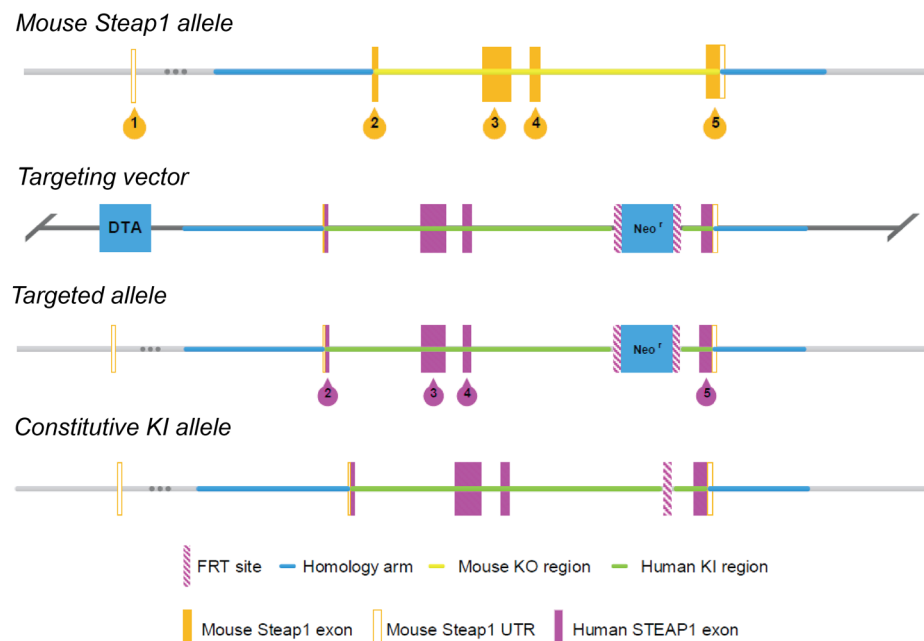 Mouse Steap1 allele
1 2 3 4 5
Targeting vector
DTA Neo r
Targeted allele
Neo r
2 3 4 5
Constitutive KI allele
FRT site Homology arm Mouse KO region Human KI region
Mouse Steap1 exon Mouse Steap1 UTR Human STEAP1 exon